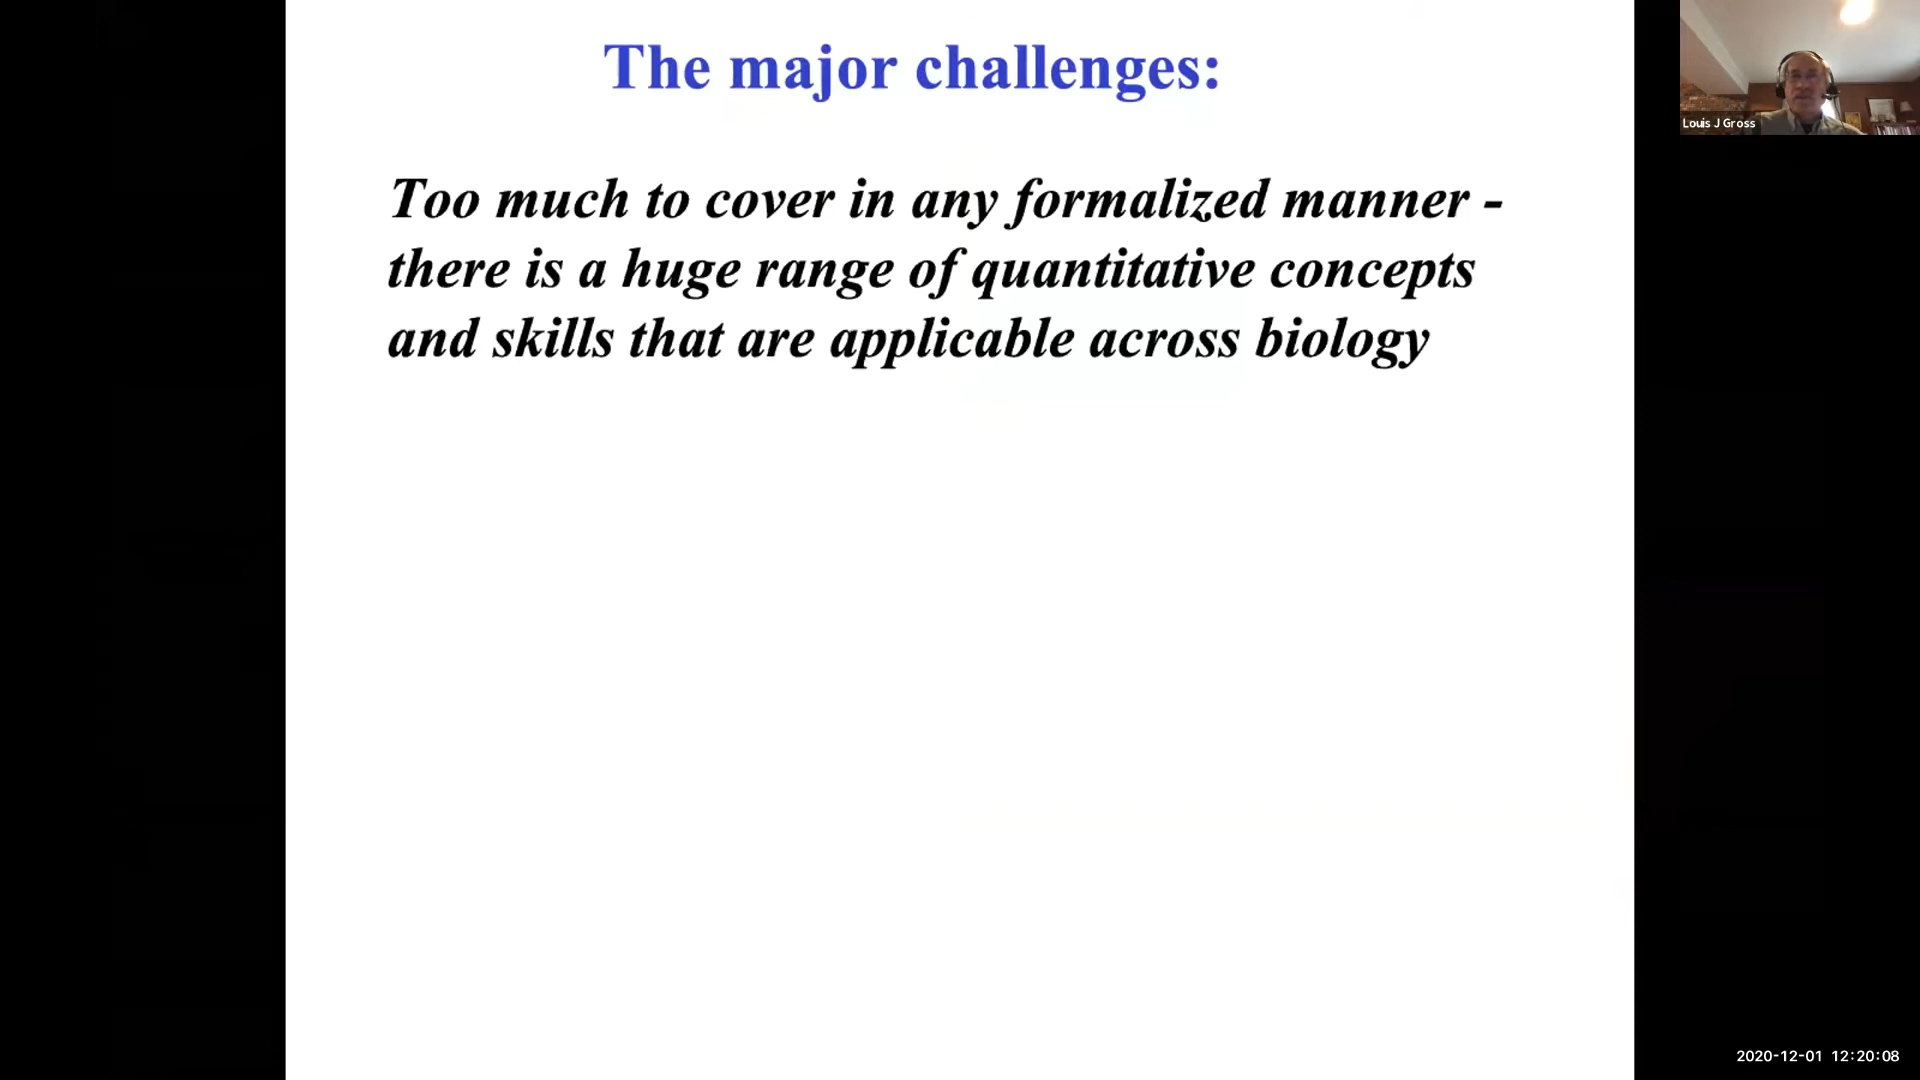 The major challenges:
Louis J Gross
Too much to cover in any formalized manner -
there is a huge range of quantitative concepts
and skills that are applicable across biology
2020-12-01 12:20:08